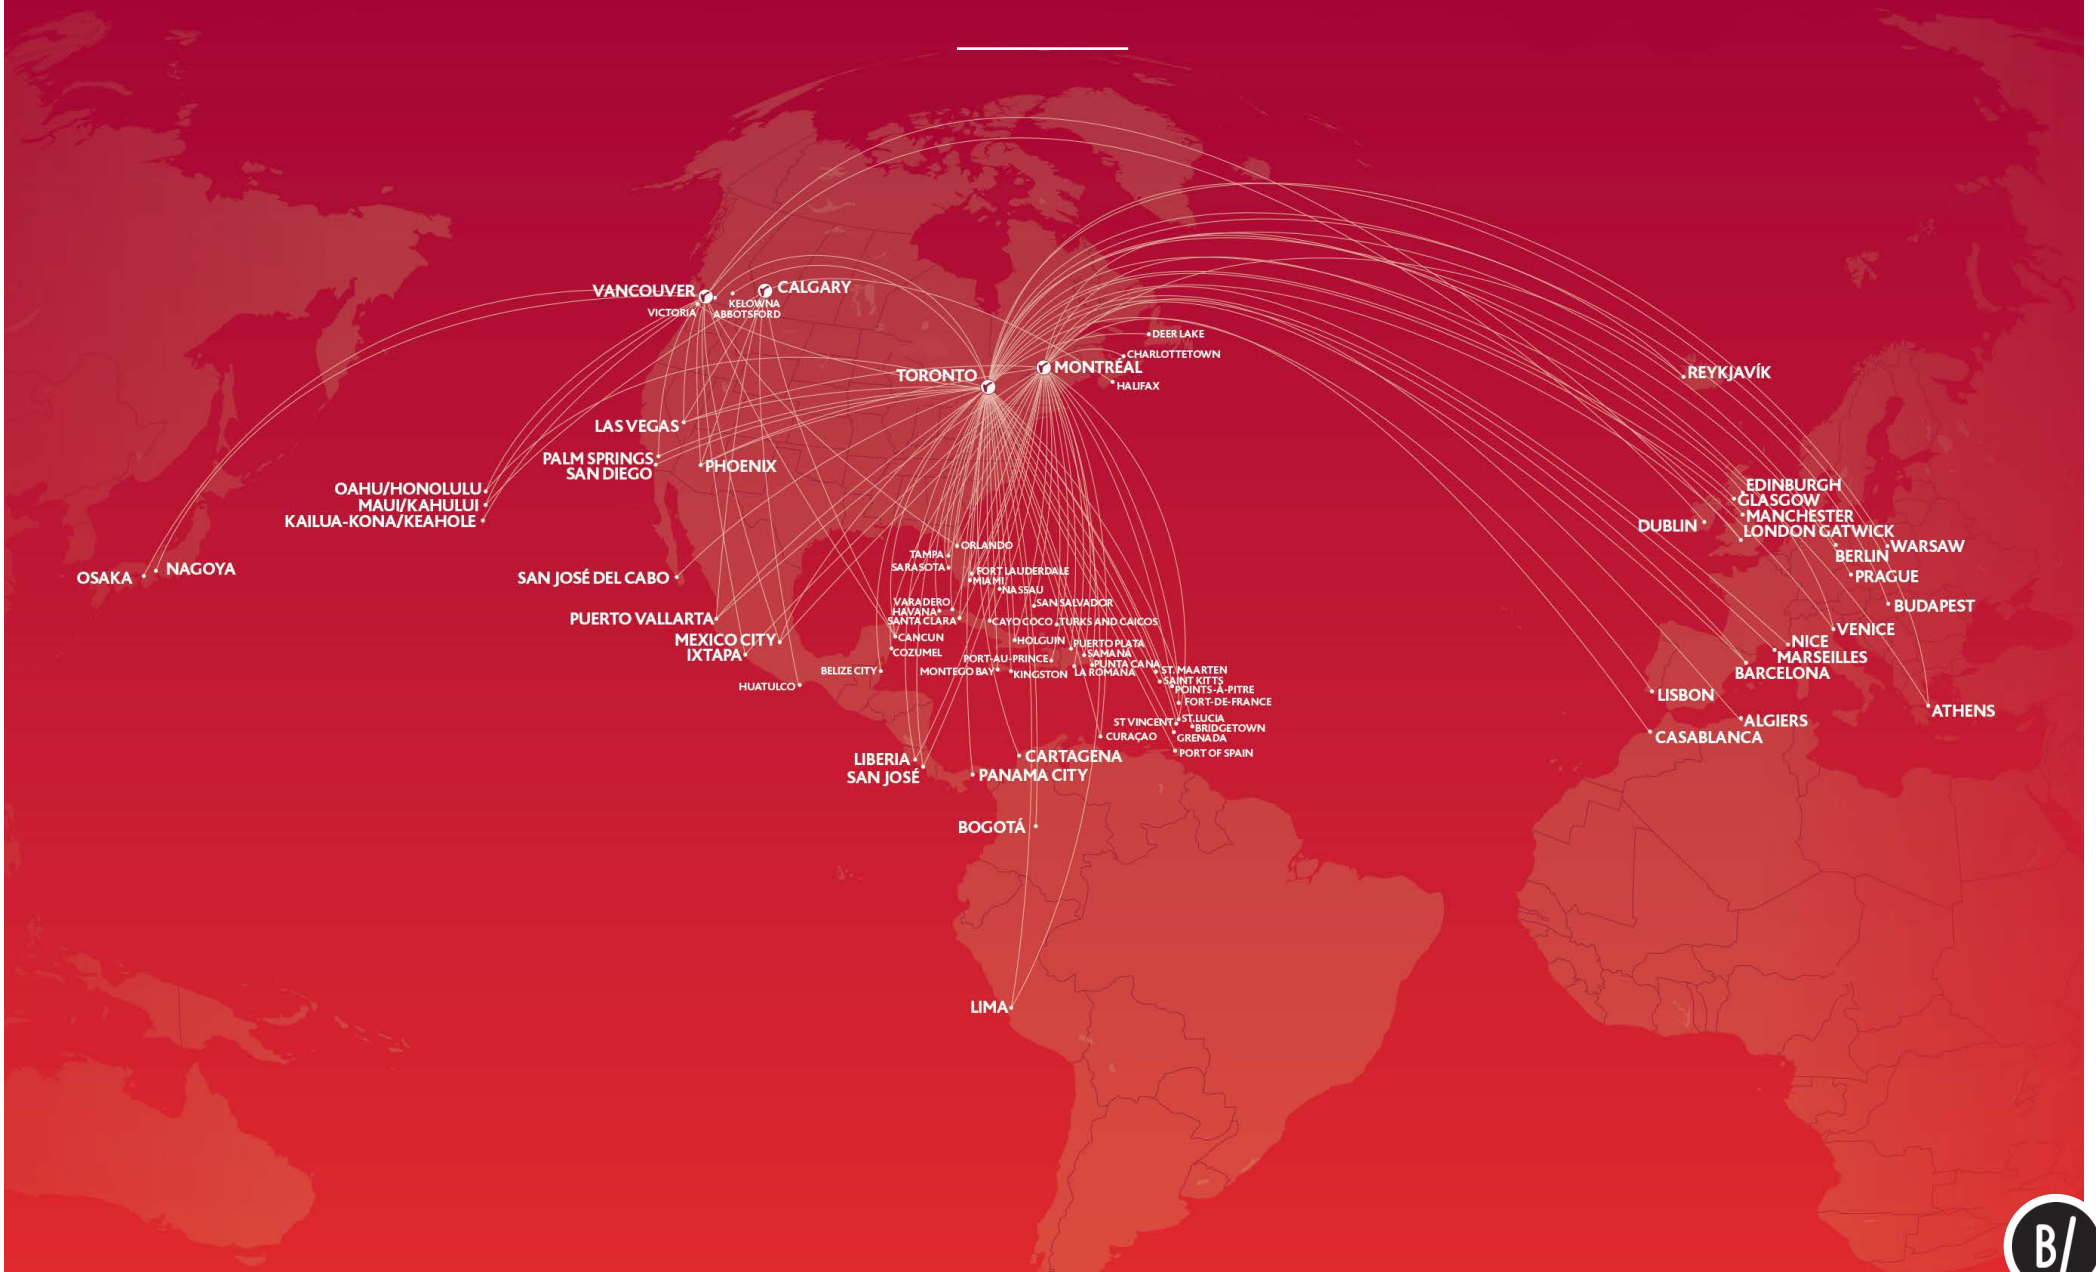 VANCOUVER
CALGARY
KELOWNA
VICTORIA
ABBOTSFORD
DEER LAKE
CHARLOTTETOWN
MONTRÉAL
TORONTO
HALIFAX
REYKJAVÍK
LAS VEGAS
PALM SPRINGS
SAN DIEGO
PHOENIX
OAHU/HONOLULU
MAUI/KAHULUI
KAILUA-KONA/KEAHOLE
EDINBURGH
GLASGOW
MANCHESTER
DUBLIN
LONDON GATWICK
WARSAW
BERLIN
PRAGUE
OSAKA
NAGOYA
SAN JOSÉ DEL CABO
ORLANDO
TAMPA
SARASOTA
FORT LAUDERDALE
MIAMI
NASSAU
VARADERO
HAVANA
SANTA CLARA
SAN SALVADOR
CAYO COCO
TURKS AND CAICOS
BUDAPEST
PUERTO VALLARTA
MEXICO CITY
IXTAPA
HUATULCO
CANCUN
COZUMEL
HOLGUIN
PUERTO PLATA
SAMANÁ
PORT-AU-PRINCE
PUNTA CANA
BELIZE CITY
MONTEGO BAY
KINGSTON
LA ROMANA
ST. MAARTEN
SAINT KITTS
POINTS-À-PITRE
FORT-DE-FRANCE
VENICE
NICE
MARSEILLES
BARCELONA
LISBON
ATHENS
ALGIERS
CASABLANCA
ST VINCENT
ST.LUCIA
BRIDGETOWN
CURAÇAO
GRENADA
PORT OF SPAIN
LIBERIA
SAN JOSÉ
CARTAGENA
PANAMA CITY
BOGOTÁ
LIMA
B/